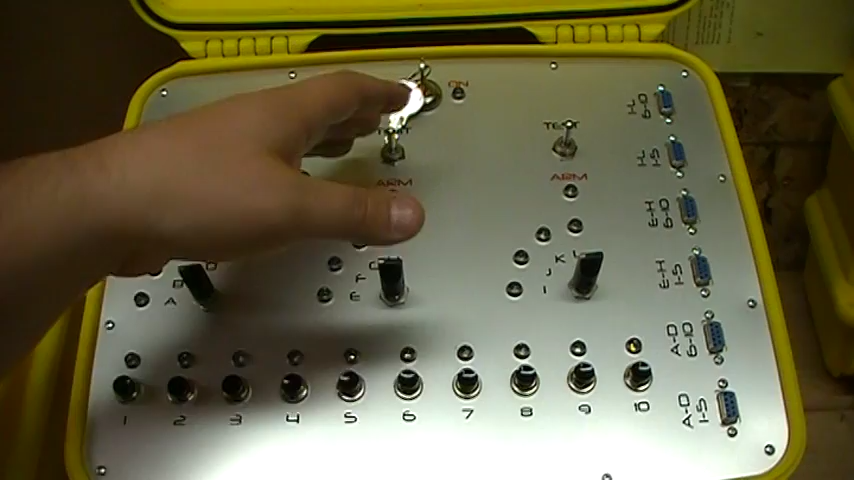 ON
TEST
TEST
I-L 6-10
I-L 1-5
ARM
ARM
E-H 6-10
E-H 1-5
A-D 6-10
A-D 1-5
D
B
A
G
F
E
L
K
J
I
1 2 3 4 5 6 7 8 9 10